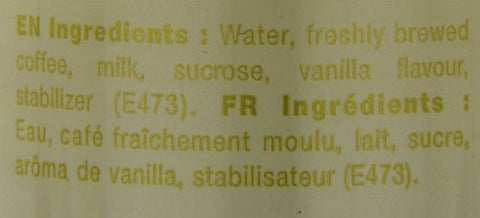 EN Ingredients : Water, freshly brewed
coffee, milk, sucrose, vanilla flavour,
stabilizer (E473). FR Ingrédients :
Eau, café fraîchement moulu, lait, sucre,
arôma de vanilla, stabilisateur (E473).